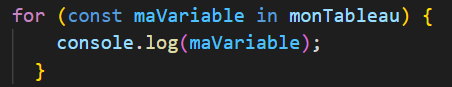 for (const maVariable in monTableau) {
    console.log(maVariable);
  }